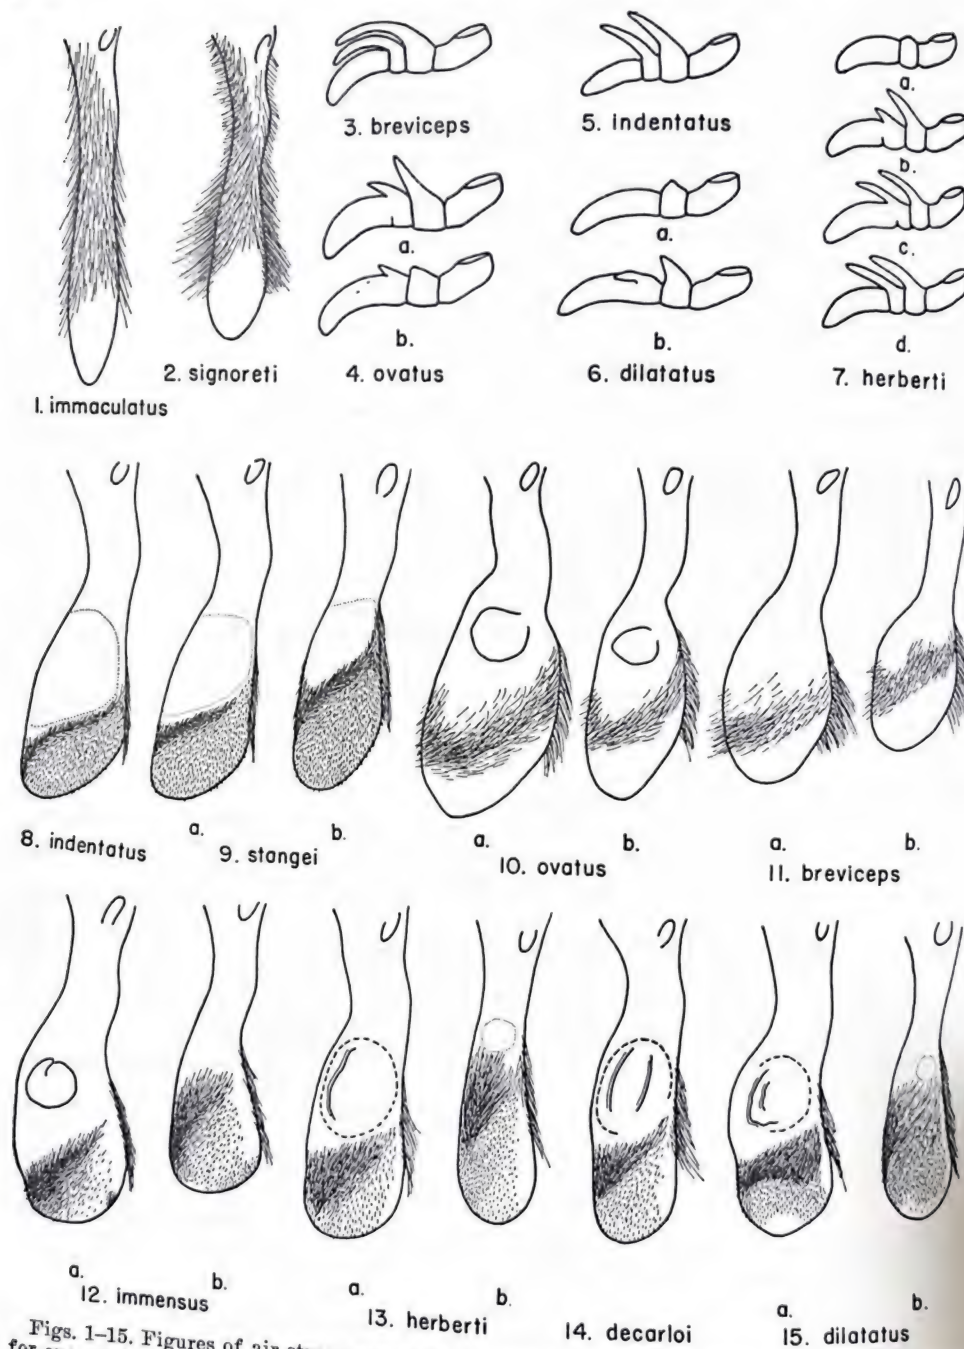 a.
3. breviceps
5. indentatus
b.
a.
a.
c.
b.
b.
d.
2. signoreti
4. ovatus
6. dilatatus
7. herberti
1. immaculatus
a.
b.
a.
b.
a.
b.
8. indentatus
9. stangei
10. ovatus
11. breviceps
a.
b.
a.
b.
a.
b.
12. immensus
13. herberti
14. decarloi
15. dilatatus
Figs. 1–15. Figures of air
for